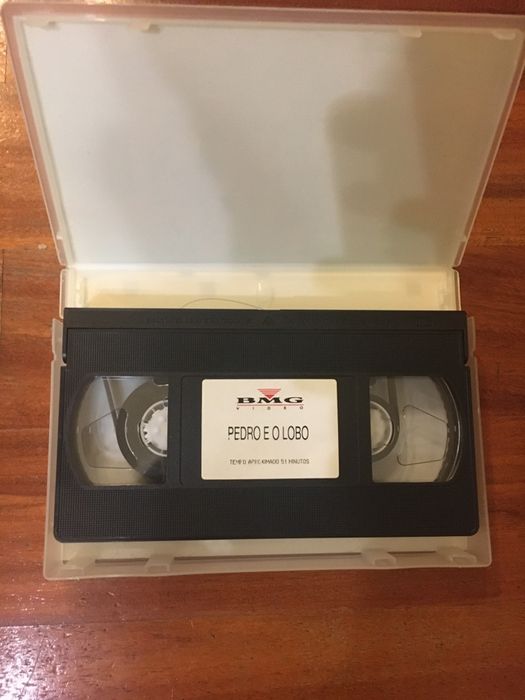 BMG
VIDEO
PEDRO E O LOBO
TEMPO APROXIMADO 51 MINUTOS